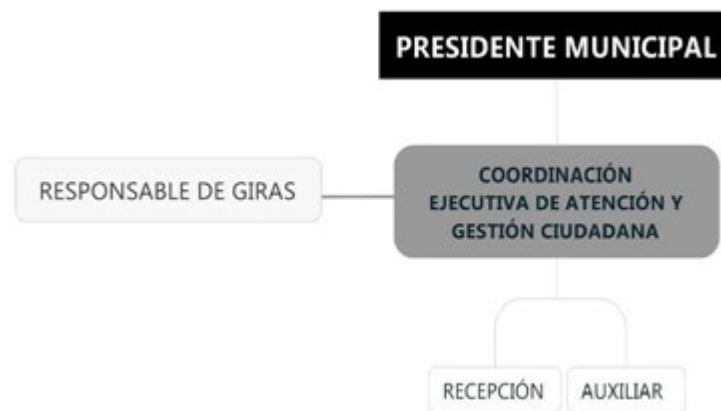 PRESIDENTE MUNICIPAL
RESPONSABLE DE GIRAS
COORDINACIÓN
EJECUTIVA DE ATENCIÓN Y
GESTIÓN CIUDADANA
RECEPCIÓN
AUXILIAR